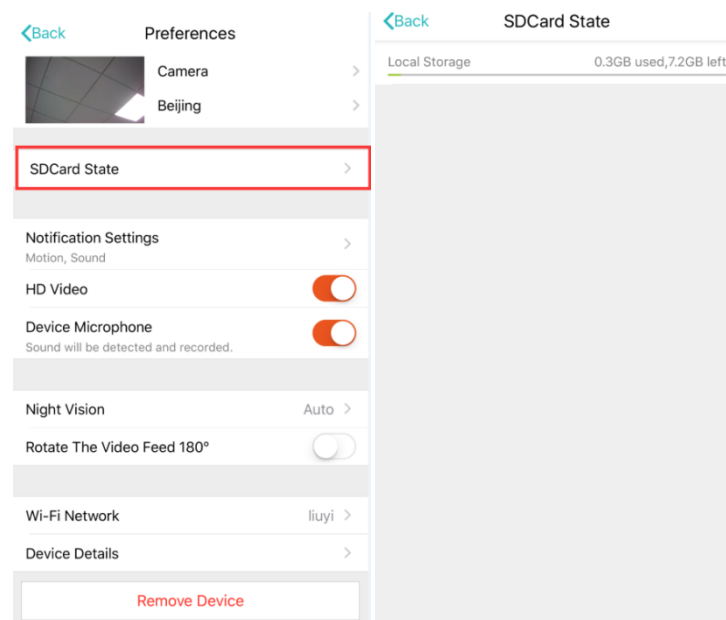 Back
Preferences
Camera
Beijing
SDCard State
Notification Settings
Motion, Sound
HD Video
Device Microphone
Sound will be detected and recorded.
Night Vision
Auto
Rotate The Video Feed 180°
Wi-Fi Network
liuyi
Device Details
Remove Device
Back
SDCard State
Local Storage
0.3GB used,7.2GB left